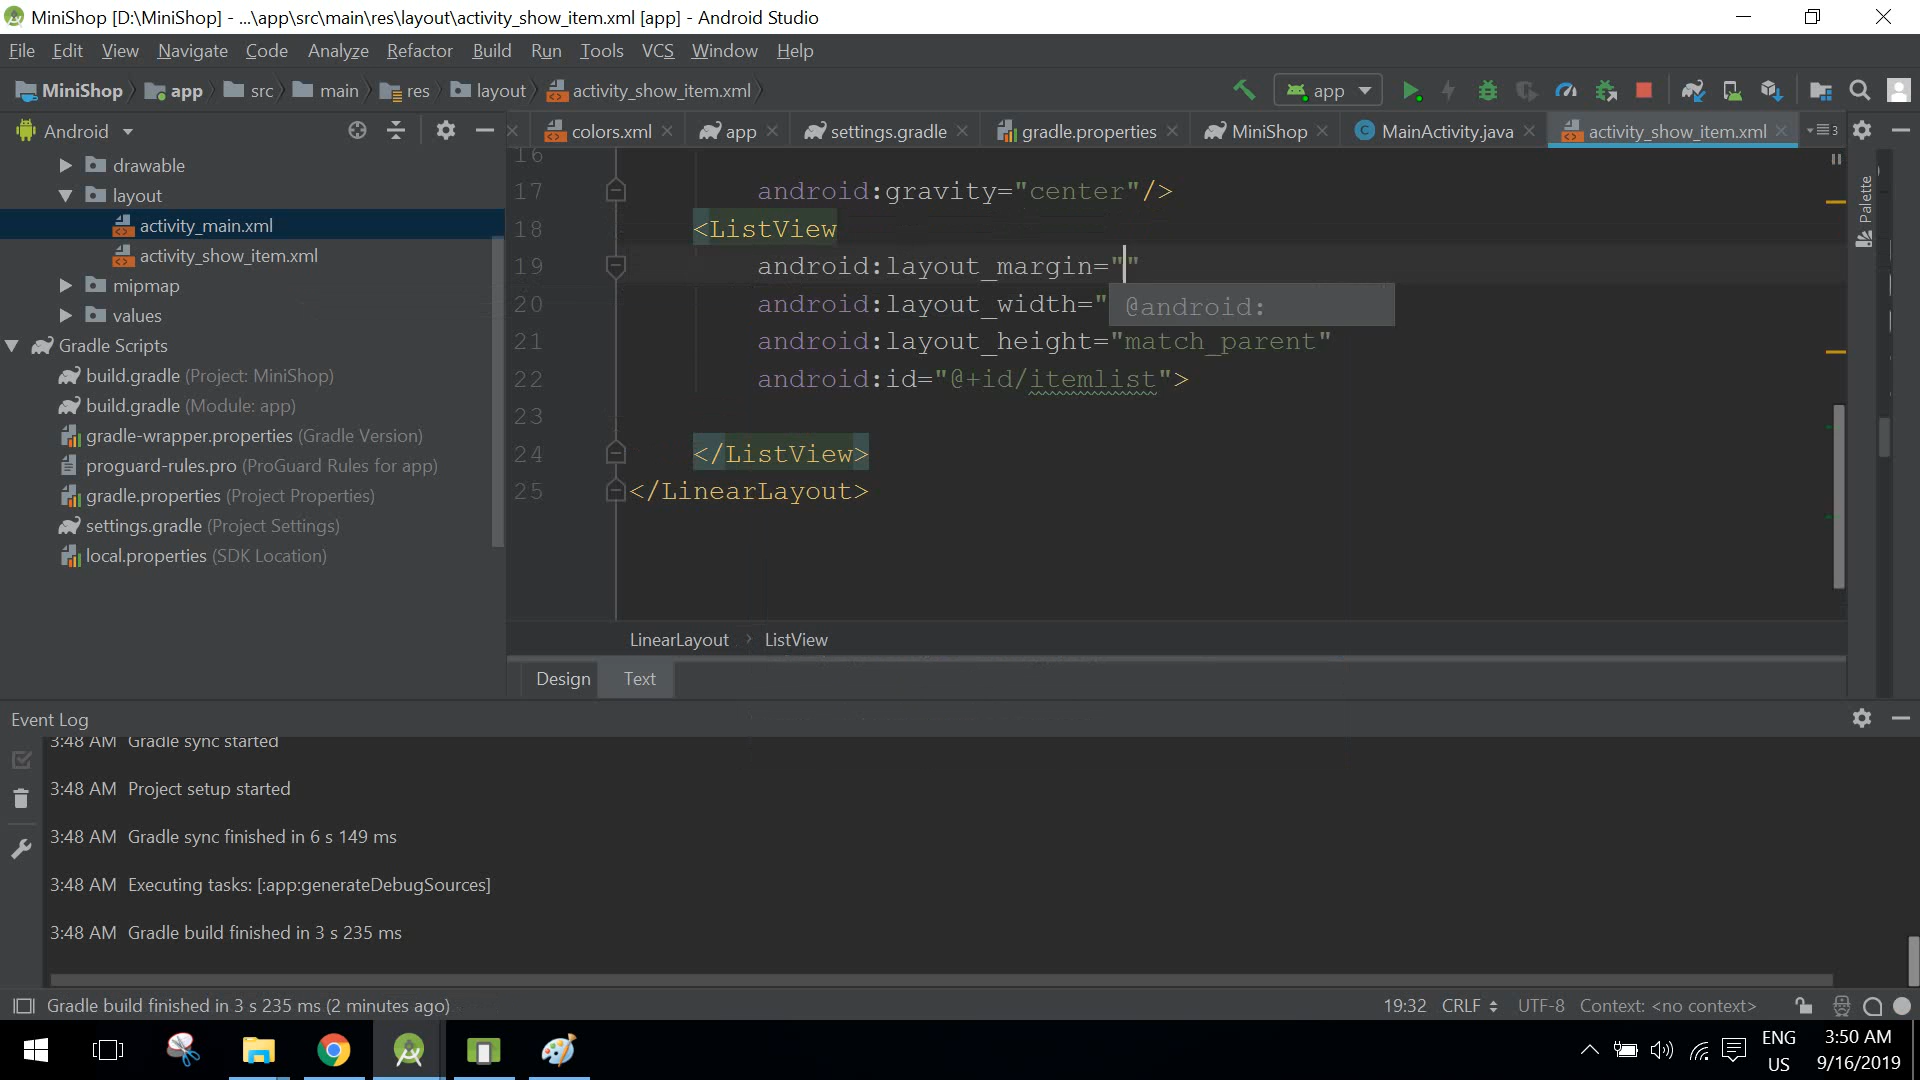 MiniShop [D:\MiniShop] - ...\app\src\main\res\layout\activity_show_item.xml [app] - Android Studio
File Edit View Navigate Code Analyze Refactor Build Run Tools VCS Window Help
MiniShop app src main res layout activity_show_item.xml
app
Android
colors.xml app settings.gradle gradle.properties MiniShop MainActivity.java activity_show_item.xml
3
drawable
layout
activity_main.xml
activity_show_item.xml
mipmap
values
Gradle Scripts
build.gradle (Project: MiniShop)
build.gradle (Module: app)
gradle-wrapper.properties (Gradle Version)
proguard-rules.pro (ProGuard Rules for app)
gradle.properties (Project Properties)
settings.gradle (Project Settings)
local.properties (SDK Location)
16
17 android:gravity="center"/>
18 <ListView
19 android:layout_margin=""
20 android:layout_width="
@android:
21 android:layout_height="match_parent"
22 android:id="@+id/itemlist">
23
24 </ListView>
25 </LinearLayout>
Palette
LinearLayout ListView
Design Text
Event Log
3:48 AM Gradle sync started
3:48 AM Project setup started
3:48 AM Gradle sync finished in 6 s 149 ms
3:48 AM Executing tasks: [:app:generateDebugSources]
3:48 AM Gradle build finished in 3 s 235 ms
Gradle build finished in 3 s 235 ms (2 minutes ago)
19:32 CRLF UTF-8 Context: <no context>
ENG
US
3:50 AM
9/16/2019